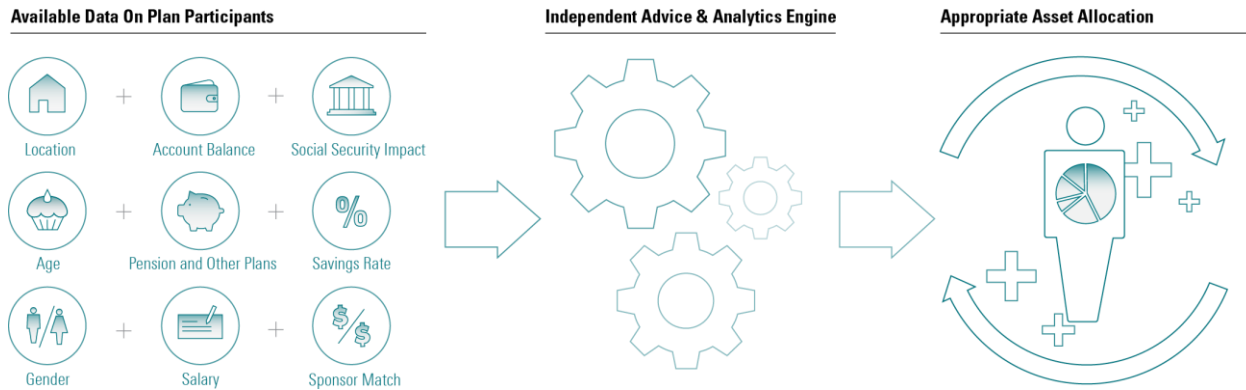 Available Data On Plan Participants
Independent Advice & Analytics Engine
Appropriate Asset Allocation
Location
Account Balance
Social Security Impact
Age
Pension and Other Plans
%
Savings Rate
$/$
Gender
Salary
Sponsor Match